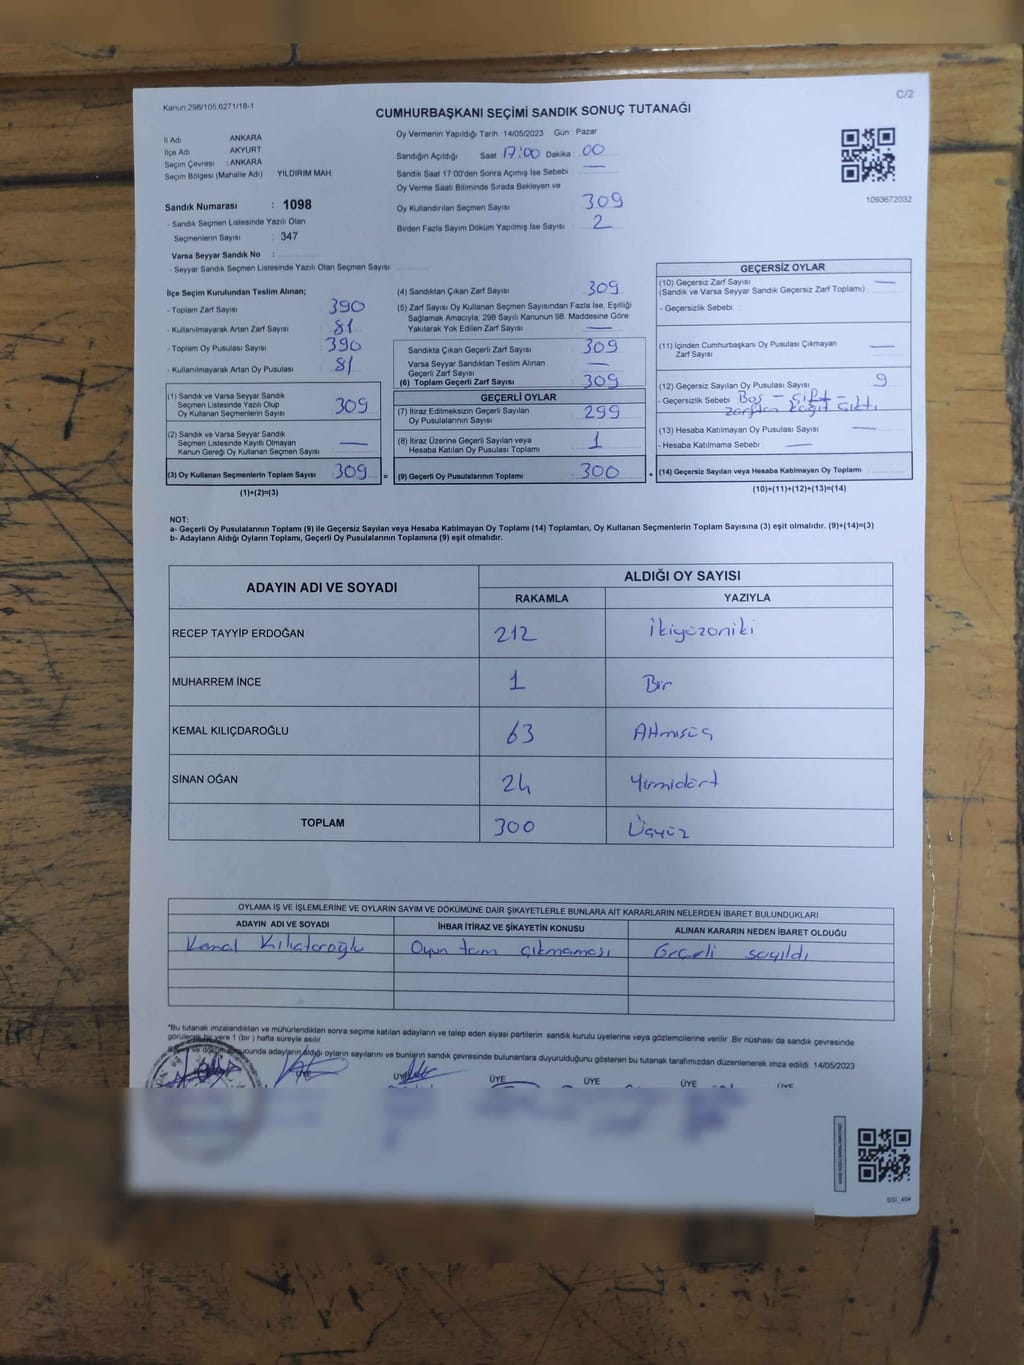 Kanun:298/105,6271/18-1
C/2
CUMHURBAŞKANI SEÇİMİ SANDIK SONUÇ TUTANAĞI
İl Adı ANKARA
İlçe Adı AKYURT
Seçim Çevresi : ANKARA
Seçim Bölgesi (Mahalle Adı) : YILDIRIM MAH.
Sandık Numarası : 1098
- Sandık Seçmen Listesinde Yazılı Olan
Seçmenlerin Sayısı : 347
Varsa Seyyar Sandık No :
- Seyyar Sandık Seçmen Listesinde Yazılı Olan Seçmen Sayısı
Oy Vermenin Yapıldığı Tarih : 14/05/2023 Gün Pazar
Sandığın Açıldığı Saat 17:00 Dakika 00
Sandık Saat 17.00'den Sonra Açımış İse Sebebi —
Oy Verme Saati Bitiminde Sırada Bekleyen ve
Oy Kullandırılan Seçmen Sayısı 309
Birden Fazla Sayım Döküm Yapılmış İse Sayısı 2
1093672032
İlçe Seçim Kurulundan Teslim Alınan;
- Toplam Zarf Sayısı 390
- Kullanılmayarak Artan Zarf Sayısı 81
- Toplam Oy Pusulası Sayısı 390
- Kullanılmayarak Artan Oy Pusulası 81
(1) Sandık ve Varsa Seyyar Sandık
Seçmen Listesinde Yazılı Olup
Oy Kullanan Seçmenlerin Sayısı 309
(2) Sandık ve Varsa Seyyar Sandık
Seçmen Listesinde Kayıtlı Olmayan
Kanun Gereği Oy Kullanan Seçmen Sayısı —
(3) Oy Kullanan Seçmenlerin Toplam Sayısı 309 =
(1)+(2)=(3)
(4) Sandıktan Çıkan Zarf Sayısı 309
(5) Zarf Sayısı Oy Kullanan Seçmen Sayısından Fazla İse, Eşitliği
Sağlamak Amacıyla; 298 Sayılı Kanunun 98. Maddesine Göre
Yakılarak Yok Edilen Zarf Sayısı —
Sandıkta Çıkan Geçerli Zarf Sayısı 309
Varsa Seyyar Sandıktan Teslim Alınan
Geçerli Zarf Sayısı —
(6) Toplam Geçerli Zarf Sayısı 309
GEÇERLİ OYLAR
(7) İtiraz Edilmeksizin Geçerli Sayılan
Oy Pusulalarının Sayısı 299
(8) İtiraz Üzerine Geçerli Sayılan veya
Hesaba Katılan Oy Pusulası Toplamı 1
(9) Geçerli Oy Pusulalarının Toplamı 300 +
GEÇERSİZ OYLAR
(10) Geçersiz Zarf Sayısı —
(Sandık ve Varsa Seyyar Sandık Geçersiz Zarf Toplamı)
- Geçersizlik Sebebi :
(11) İçinden Cumhurbaşkanı Oy Pusulası Çıkmayan —
Zarf Sayısı
(12) Geçersiz Sayılan Oy Pusulası Sayısı 9
- Geçersizlik Sebebi Boş - çift -
zarftan kağıt çıktı
(13) Hesaba Katılmayan Oy Pusulası Sayısı —
- Hesaba Katılmama Sebebi : —
(14) Geçersiz Sayılan veya Hesaba Katılmayan Oy Toplamı
(10)+(11)+(12)+(13)=(14)
NOT:
a- Geçerli Oy Pusulalarının Toplamı (9) ile Geçersiz Sayılan veya Hesaba Katılmayan Oy Toplamı (14) Toplamları, Oy Kullanan Seçmenlerin Toplam Sayısına (3) eşit olmalıdır. (9)+(14)=(3)
b- Adayların Aldığı Oyların Toplamı, Geçerli Oy Pusulalarının Toplamına (9) eşit olmalıdır.
ADAYIN ADI VE SOYADI ALDIĞI OY SAYISI
RAKAMLA YAZIYLA
RECEP TAYYİP ERDOĞAN 212 İkiyüzoniki
MUHARREM İNCE 1 Bir
KEMAL KILIÇDAROĞLU 63 Altmışüç
SİNAN OĞAN 24 Yirmidört
TOPLAM 300 Üçyüz
OYLAMA İŞ VE İŞLEMLERİNE VE OYLARIN SAYIM VE DÖKÜMÜNE DAİR ŞİKAYETLERLE BUNLARA AİT KARARLARIN NELERDEN İBARET BULUNDUKLARI
ADAYIN ADI VE SOYADI İHBAR İTİRAZ VE ŞİKAYETİN KONUSU ALINAN KARARIN NEDEN İBARET OLDUĞU
Kemal Oyun tam çıkmaması Geçerli sayıldı
"Bu tutanak imzalandıktan ve mühürlendikten sonra seçime katılan adayların ve talep eden siyasi partilerin sandık kurulu üyelerine veya gözlemcilerine verilir. Bir nüshası da sandık çevresinde
görülecek bir yere 1 (bir) hafta süreyle asılır
ve döküm sonucunda adayların aldığı oyların sayılarını ve bunların sandık çevresinde bulunanlara duyurulduğunu gösteren bu tutanak tarafımızdan düzenlenerek imza edildi. 14/05/2023
ÜYE ÜYE ÜYE ÜYE ÜYE ÜYE
SSI_404